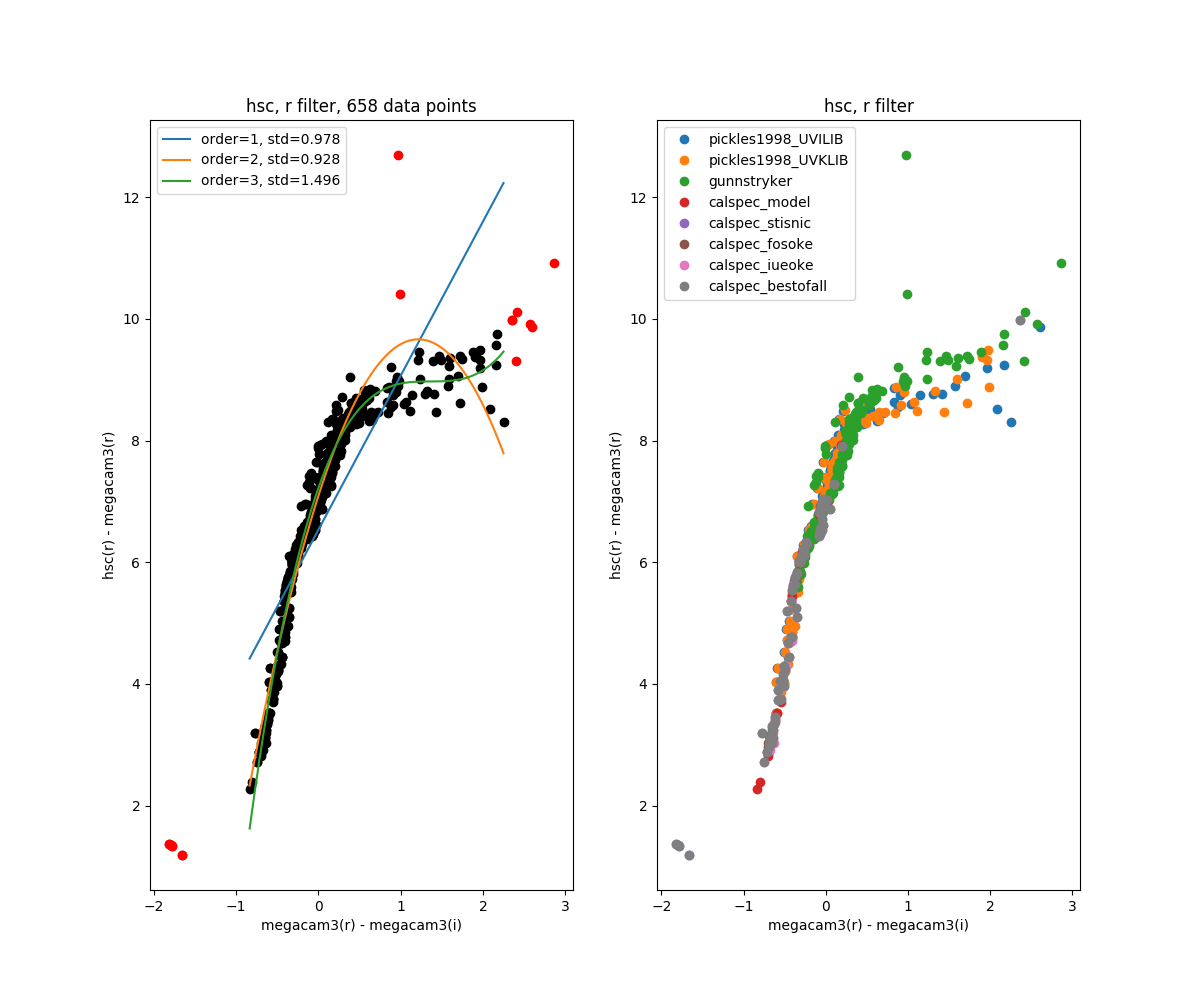 hsc, r filter, 658 data points
order=1, std=0.978
order=2, std=0.928
order=3, std=1.496
12
10
8
6
4
2
hsc(r) - megacam3(r)
−2
−1
0
1
2
3
megacam3(r) - megacam3(i)
hsc, r filter
pickles1998_UVILIB
pickles1998_UVKLIB
gunnstryker
calspec_model
calspec_stisnic
calspec_fosoke
calspec_iueoke
calspec_bestofall
12
10
8
6
4
2
hsc(r) - megacam3(r)
−2
−1
0
1
2
3
megacam3(r) - megacam3(i)